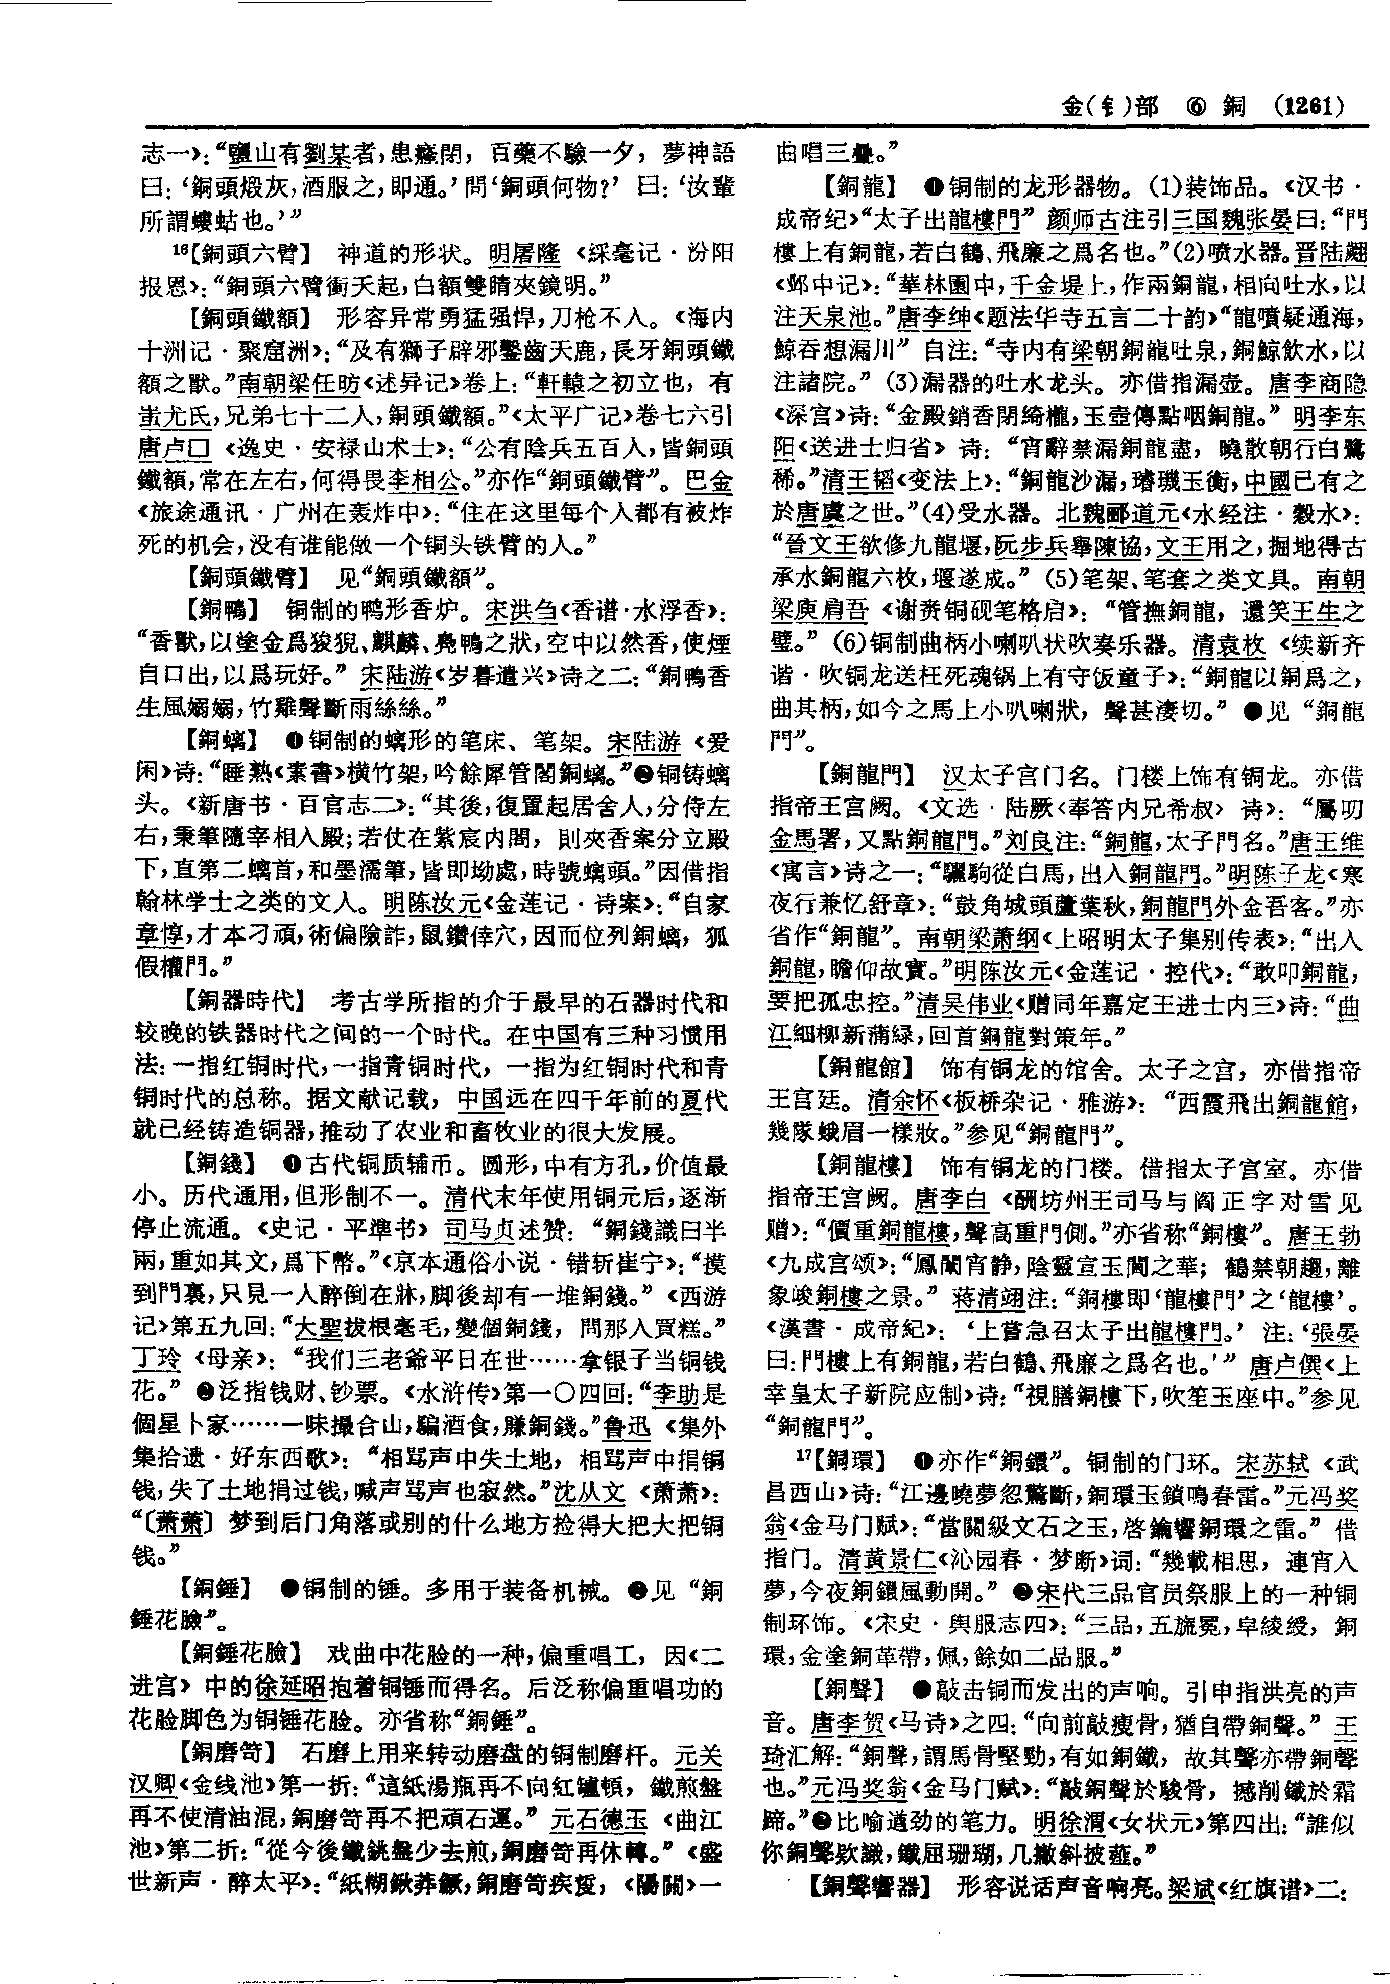 金(钅)部 ⑥ 銅 (1261)
志一》：“鹽山有劉某者，患癃閉，百藥不驗一夕，夢神語
曰：‘銅頭煅灰，酒服之，即通。’問‘銅頭何物？’曰：‘汝輩
所謂螻蛄也。’”
16【銅頭六臂】 神道的形状。明屠隆《綵毫记·汾阳
报恩》：“銅頭六臂衝天起，白額雙睛夾鏡明。”
【銅頭鐵額】 形容异常勇猛强悍，刀枪不入。《海内
十洲记·聚窟洲》：“及有獅子辟邪鑿齒天鹿，長牙銅頭鐵
額之獸。”南朝梁任昉《述异记》卷上：“軒轅之初立也，有
蚩尤氏，兄弟七十二人，銅頭鐵額。”《太平广记》卷七六引
唐卢囗《逸史·安禄山术士》：“公有陰兵五百人，皆銅頭
鐵額，常在左右，何得畏李相公。”亦作“銅頭鐵臂”。巴金
《旅途通讯·广州在轰炸中》：“住在这里每个人都有被炸
死的机会，没有谁能做一个铜头铁臂的人。”
【銅頭鐵臂】 见“銅頭鐵額”。
【銅鴨】 铜制的鸭形香炉。宋洪刍《香谱·水浮香》：
“香獸，以塗金爲狻猊、麒麟、鳧鴨之狀，空中以然香，使煙
自口出，以爲玩好。”宋陆游《岁暮遣兴》诗之二：“銅鴨香
生風嫋嫋，竹雞聲斷雨絲絲。”
【銅螭】 ❶铜制的螭形的笔床、笔架。宋陆游《爱
闲》诗：“睡熟《素書》横竹架，吟餘犀管閣銅螭。”❷铜铸螭
头。《新唐书·百官志二》：“其後，復置起居舍人，分侍左
右，秉筆隨宰相入殿；若仗在紫宸内閤，則夾香案分立殿
下，直第二螭首，和墨濡筆，皆即坳處，時號螭頭。”因借指
翰林学士之类的文人。明陈汝元《金莲记·诗案》：“自家
章惇，才本刁頑，術偏險詐，鼠鑽倖穴，因而位列銅螭，狐
假權門。”
【銅器時代】 考古学所指的介于最早的石器时代和
较晚的铁器时代之间的一个时代。在中国有三种习惯用
法：一指红铜时代，一指青铜时代，一指为红铜时代和青
铜时代的总称。据文献记载，中国远在四千年前的夏代
就已经铸造铜器，推动了农业和畜牧业的很大发展。
【銅錢】 ❶古代铜质辅币。圆形，中有方孔，价值最
小。历代通用，但形制不一。清代末年使用铜元后，逐渐
停止流通。《史记·平準书》司马贞述赞：“銅錢識曰半
兩，重如其文，爲下幣。”《京本通俗小说·错斩崔宁》：“摸
到門裏，只見一人醉倒在牀，脚後却有一堆銅錢。”《西游
记》第五九回：“大聖拔根毫毛，變個銅錢，問那人買糕。”
丁玲《母亲》：“我们三老爺平日在世……拿银子当铜钱
花。”❷泛指钱财、钞票。《水浒传》第一〇四回：“李助是
個星卜家……一味撮合山，騙酒食，賺銅錢。”鲁迅《集外
集拾遗·好东西歌》：“相骂声中失土地，相骂声中捐铜
钱，失了土地捐过钱，喊声骂声也寂然。”沈从文《萧萧》：
“〔萧萧〕梦到后门角落或别的什么地方捡得大把大把铜
钱。”
【銅錘】 ❶铜制的锤。多用于装备机械。❷见“銅
錘花臉”。
【銅錘花臉】 戏曲中花脸的一种，偏重唱工，因《二
进宫》中的徐延昭抱着铜锤而得名。后泛称偏重唱功的
花脸脚色为铜锤花脸。亦省称“銅錘”。
【銅磨笴】 石磨上用来转动磨盘的铜制磨杆。元关
汉卿《金线池》第一折：“這紙湯瓶再不向紅罏頓，鐵煎盤
再不使清油混，銅磨笴再不把頑石運。”元石德玉《曲江
池》第二折：“從今後鐵銚盤少去煎，銅磨笴再休轉。”《盛
世新声·醉太平》：“紙糊鍬莽鐝，銅磨笴疾寁，《陽關》一
曲唱三疊。”
【銅龍】 ❶铜制的龙形器物。(1)装饰品。《汉书·
成帝纪》“太子出龍樓門”颜师古注引三国魏张晏曰：“門
樓上有銅龍，若白鶴、飛廉之爲名也。”(2)喷水器。晋陆翽
《邺中记》：“華林園中，千金堤上，作兩銅龍，相向吐水，以
注天泉池。”唐李绅《题法华寺五言二十韵》“龍噴疑通海，
鯨吞想漏川”自注：“寺内有梁朝銅龍吐泉，銅鯨飲水，以
注諸院。”(3)漏器的吐水龙头。亦借指漏壶。唐李商隐
《深宫》诗：“金殿銷香閉綺櫳，玉壺傳點咽銅龍。”明李东
阳《送进士归省》诗：“宵辭禁漏銅龍盡，曉散朝行白鷺
稀。”清王韬《变法上》：“銅龍沙漏，璿璣玉衡，中國已有之
於唐虞之世。”(4)受水器。北魏郦道元《水经注·穀水》：
“晉文王欲修九龍堰，阮步兵舉陳協，文王用之，掘地得古
承水銅龍六枚，堰遂成。”(5)笔架、笔套之类文具。南朝
梁庾肩吾《谢赉铜砚笔格启》：“管撫銅龍，還笑王生之
璧。”(6)铜制曲柄小喇叭状吹奏乐器。清袁枚《续新齐
谐·吹铜龙送枉死魂锅上有守饭童子》：“銅龍以銅爲之，
曲其柄，如今之馬上小叭喇狀，聲甚淒切。”❷见“銅龍
門”。
【銅龍門】 汉太子宫门名。门楼上饰有铜龙。亦借
指帝王宫阙。《文选·陆厥〈奉答内兄希叔〉诗》：“屬叨
金馬署，又點銅龍門。”刘良注：“銅龍，太子門名。”唐王维
《寓言》诗之一：“驪駒從白馬，出入銅龍門。”明陈子龙《寒
夜行兼忆舒章》：“鼓角城頭蘆葉秋，銅龍門外金吾客。”亦
省作“銅龍”。南朝梁萧纲《上昭明太子集别传表》：“出入
銅龍，瞻仰故實。”明陈汝元《金莲记·控代》：“敢叩銅龍，
要把孤忠控。”清吴伟业《赠同年嘉定王进士内三》诗：“曲
江細柳新蒲緑，回首銅龍對策年。”
【銅龍館】 饰有铜龙的馆舍。太子之宫，亦借指帝
王宫廷。清余怀《板桥杂记·雅游》：“西霞飛出銅龍館，
幾隊蛾眉一樣妝。”参见“銅龍門”。
【銅龍樓】 饰有铜龙的门楼。借指太子宫室。亦借
指帝王宫阙。唐李白《酬坊州王司马与阎正字对雪见
赠》：“價重銅龍樓，聲高重門側。”亦省称“銅樓”。唐王勃
《九成宫颂》：“鳳闈宵静，陰靈宣玉閫之華；鶴禁朝趨，離
象峻銅樓之景。”蒋清翊注：“銅樓即‘龍樓門’之‘龍樓’。
《漢書·成帝紀》：‘上嘗急召太子出龍樓門。’注：‘張晏
曰：門樓上有銅龍，若白鶴、飛廉之爲名也。’”唐卢僎《上
幸皇太子新院应制》诗：“視膳銅樓下，吹笙玉座中。”参见
“銅龍門”。
17【銅環】 ❶亦作“銅鐶”。铜制的门环。宋苏轼《武
昌西山》诗：“江邊曉夢忽驚斷，銅環玉鎖鳴春雷。”元冯奖
翁《金马门赋》：“當閾級文石之玉，啓鑰響銅環之雷。”借
指门。清黄景仁《沁园春·梦断》词：“幾載相思，連宵入
夢，今夜銅鐶風動開。”❷宋代三品官员祭服上的一种铜
制环饰。《宋史·舆服志四》：“三品，五旒冕，皁綾綬，銅
環，金塗銅革帶，佩，餘如二品服。”
【銅聲】 ❶敲击铜而发出的声响。引申指洪亮的声
音。唐李贺《马诗》之四：“向前敲瘦骨，猶自帶銅聲。”王
琦汇解：“銅聲，謂馬骨堅勁，有如銅鐵，故其聲亦帶銅聲
也。”元冯奖翁《金马门赋》：“敲銅聲於駿骨，撼削鐵於霜
蹄。”❷比喻遒劲的笔力。明徐渭《女状元》第四出：“誰似
你銅聲欵識，鐵屈珊瑚，几撇斜披薤。”
【銅聲響器】 形容说话声音响亮。梁斌《红旗谱》二：